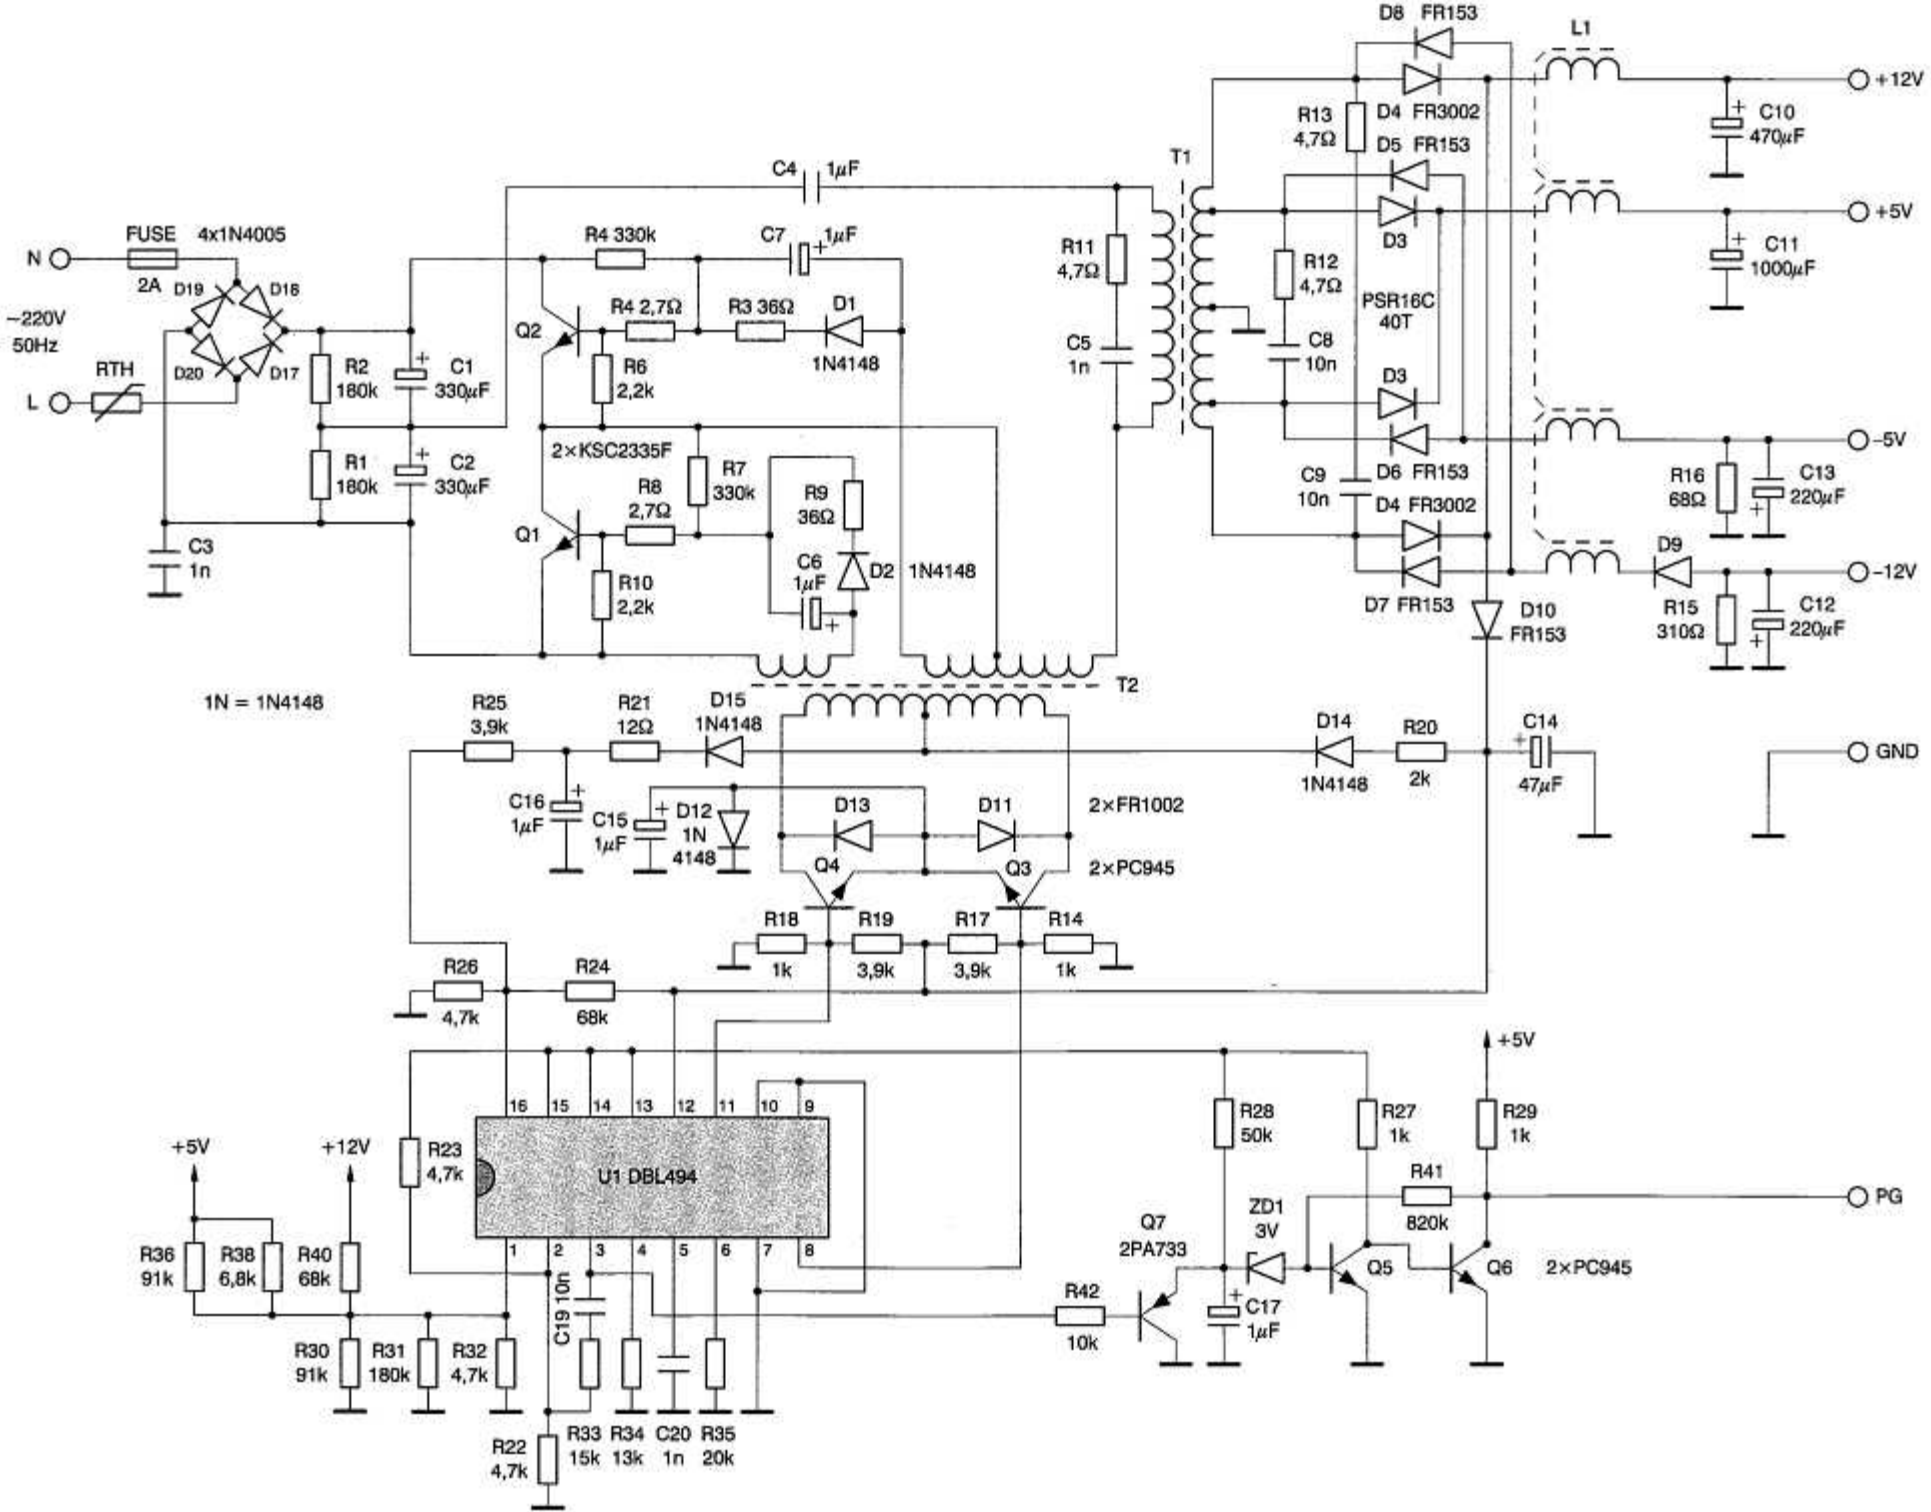 D8 FR153
L1
+12V
D4 FR3002
R13
4,7Ω
C10
470µF
D5 FR153
T1
C4
1µF
+5V
D3
FUSE
4x1N4005
N
2A
D19
D18
R4 330k
C7
1µF
R11
4,7Ω
R12
4,7Ω
C11
1000µF
PSR16C
40T
~220V
50Hz
Q2
R4 2,7Ω
R3 36Ω
D1
1N4148
RTH
L
D20
D17
R2
180k
C1
330µF
R6
2,2k
C5
1n
C8
10n
D3
2×KSC2335F
-5V
D6 FR153
R1
180k
C2
330µF
R8
2,7Ω
R7
330k
R9
36Ω
C9
10n
D4 FR3002
R16
68Ω
C13
220µF
Q1
C3
1n
C6
1µF
D2
1N4148
D9
-12V
R10
2,2k
D7 FR153
D10
FR153
R15
310Ω
C12
220µF
T2
1N = 1N4148
R25
3,9k
R21
12Ω
D15
1N4148
D14
1N4148
R20
2k
C14
47µF
GND
C16
1µF
C15
1µF
D12
1N
4148
D13
D11
2×FR1002
Q4
Q3
2×PC945
R18
1k
R19
3,9k
R17
3,9k
R14
1k
R26
4,7k
R24
68k
+5V
16 15 14 13 12 11 10 9
R28
50k
R27
1k
R29
1k
+5V
+12V
R23
4,7k
U1 DBL494
R41
820k
PG
ZD1
3V
Q7
2PA733
R36
91k
R38
6,8k
R40
68k
1 2 3 4 5 6 7 8
Q5
Q6
2×PC945
C19 10n
R42
10k
C17
1µF
R30
91k
R31
180k
R32
4,7k
R22
4,7k
R33
15k
R34
13k
C20
1n
R35
20k